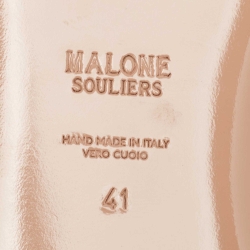 MALONE
SOULIERS
HAND MADE IN ITALY
VERO CUOIO
41